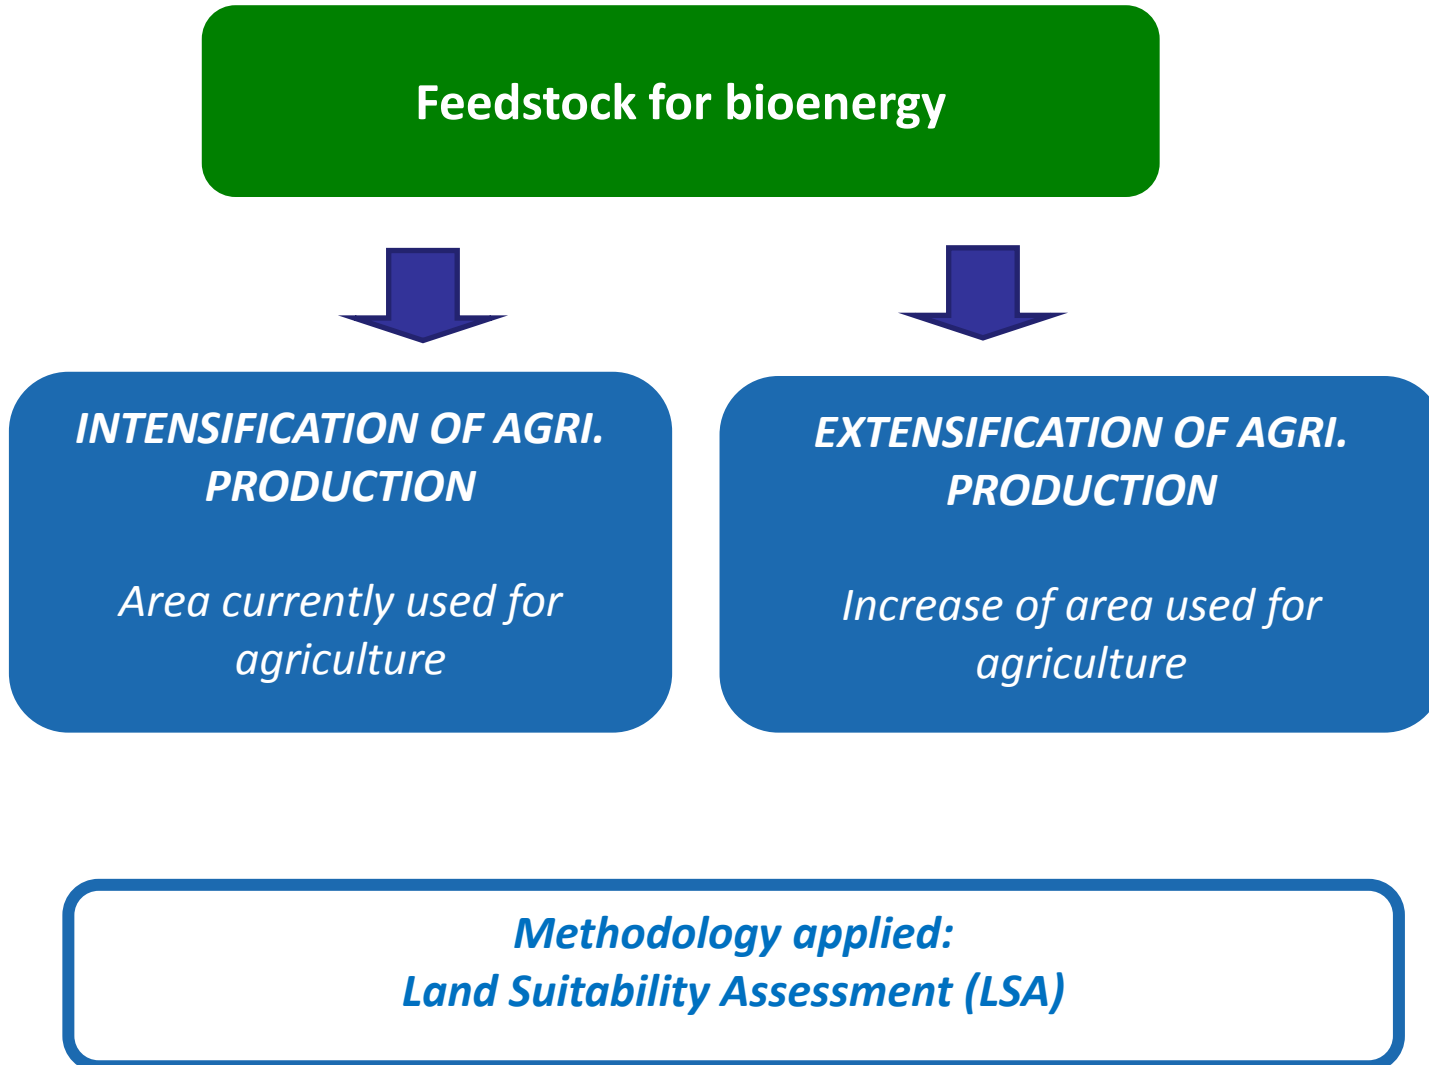 Feedstock for bioenergy
INTENSIFICATION OF AGRI.
PRODUCTION
Area currently used for
agriculture
EXTENSIFICATION OF AGRI.
PRODUCTION
Increase of area used for
agriculture
Methodology applied:
Land Suitability Assessment (LSA)